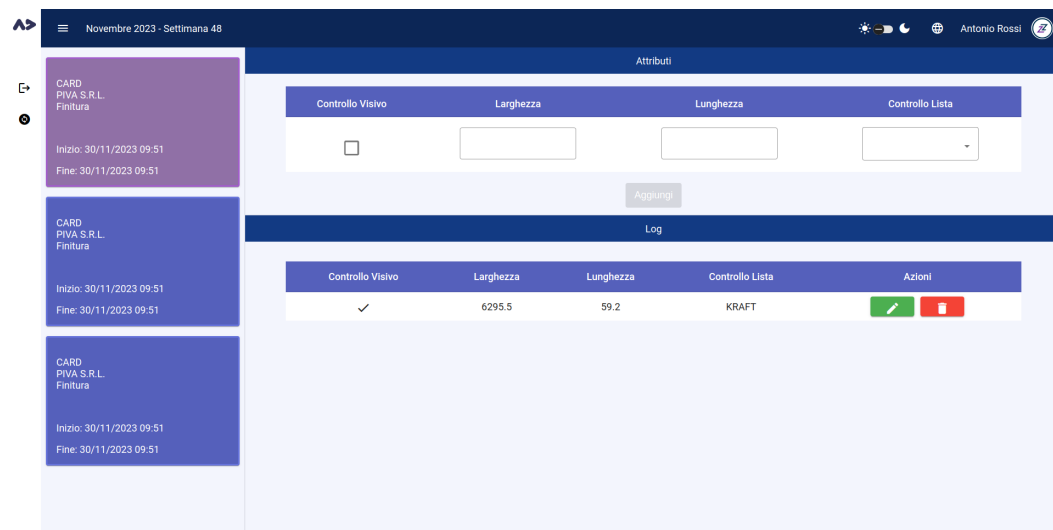 Novembre 2023 - Settimana 48
Antonio Rossi
CARD
PIVA S.R.L.
Finitura
Inizio: 30/11/2023 09:51
Fine: 30/11/2023 09:51
CARD
PIVA S.R.L.
Finitura
Inizio: 30/11/2023 09:51
Fine: 30/11/2023 09:51
CARD
PIVA S.R.L.
Finitura
Inizio: 30/11/2023 09:51
Fine: 30/11/2023 09:51
Attributi
Controllo Visivo Larghezza Lunghezza Controllo Lista
Aggiungi
Log
Controllo Visivo Larghezza Lunghezza Controllo Lista Azioni
6295.5 59.2 KRAFT